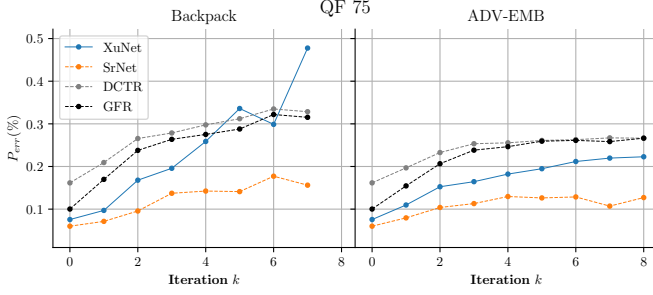 QF 75
Backpack
ADV-EMB
0.5
0.4
0.3
0.2
0.1
P_err(%)
XuNet
SrNet
DCTR
GFR
0 2 4 6 8
0 2 4 6 8
Iteration k
Iteration k